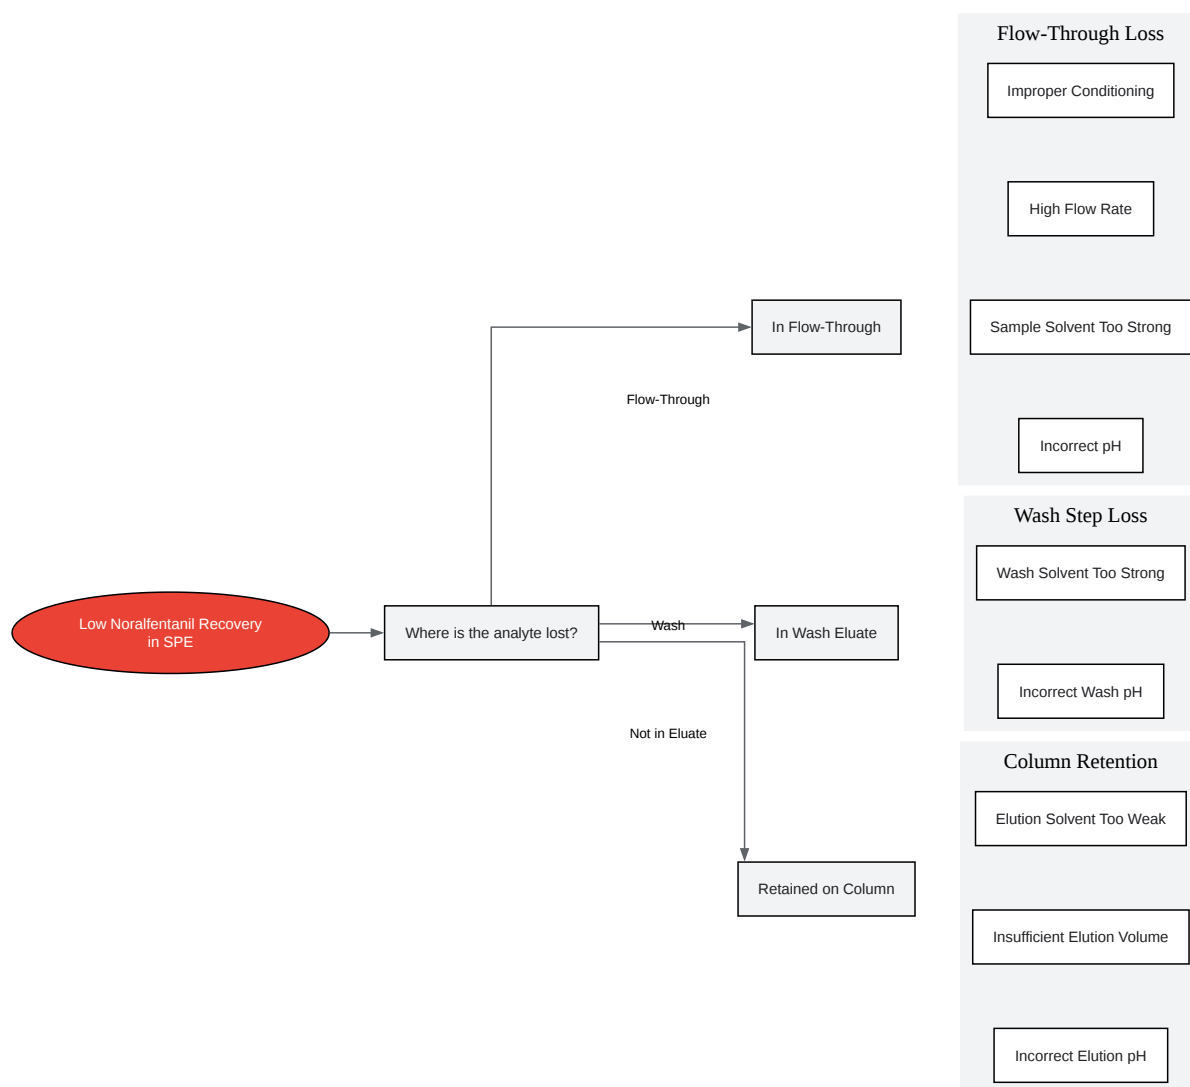 Flow-Through Loss
Improper Conditioning
High Flow Rate
Sample Solvent Too Strong
In Flow-Through
Flow-Through
Incorrect pH
Wash Step Loss
Wash Solvent Too Strong
Low Noralfentanil Recovery
in SPE
Where is the analyte lost?
Wash
In Wash Eluate
Incorrect Wash pH
Not in Eluate
Column Retention
Elution Solvent Too Weak
Retained on Column
Insufficient Elution Volume
Incorrect Elution pH